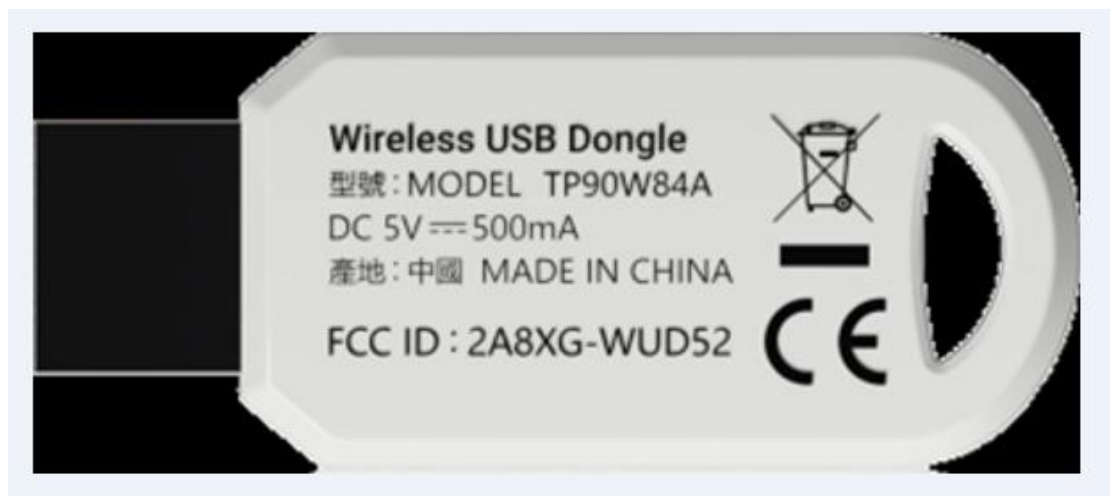 Wireless USB Dongle
型號：MODEL TP90W84A
DC 5V ⎓ 500mA
產地：中國 MADE IN CHINA
FCC ID：2A8XG-WUD52
CE